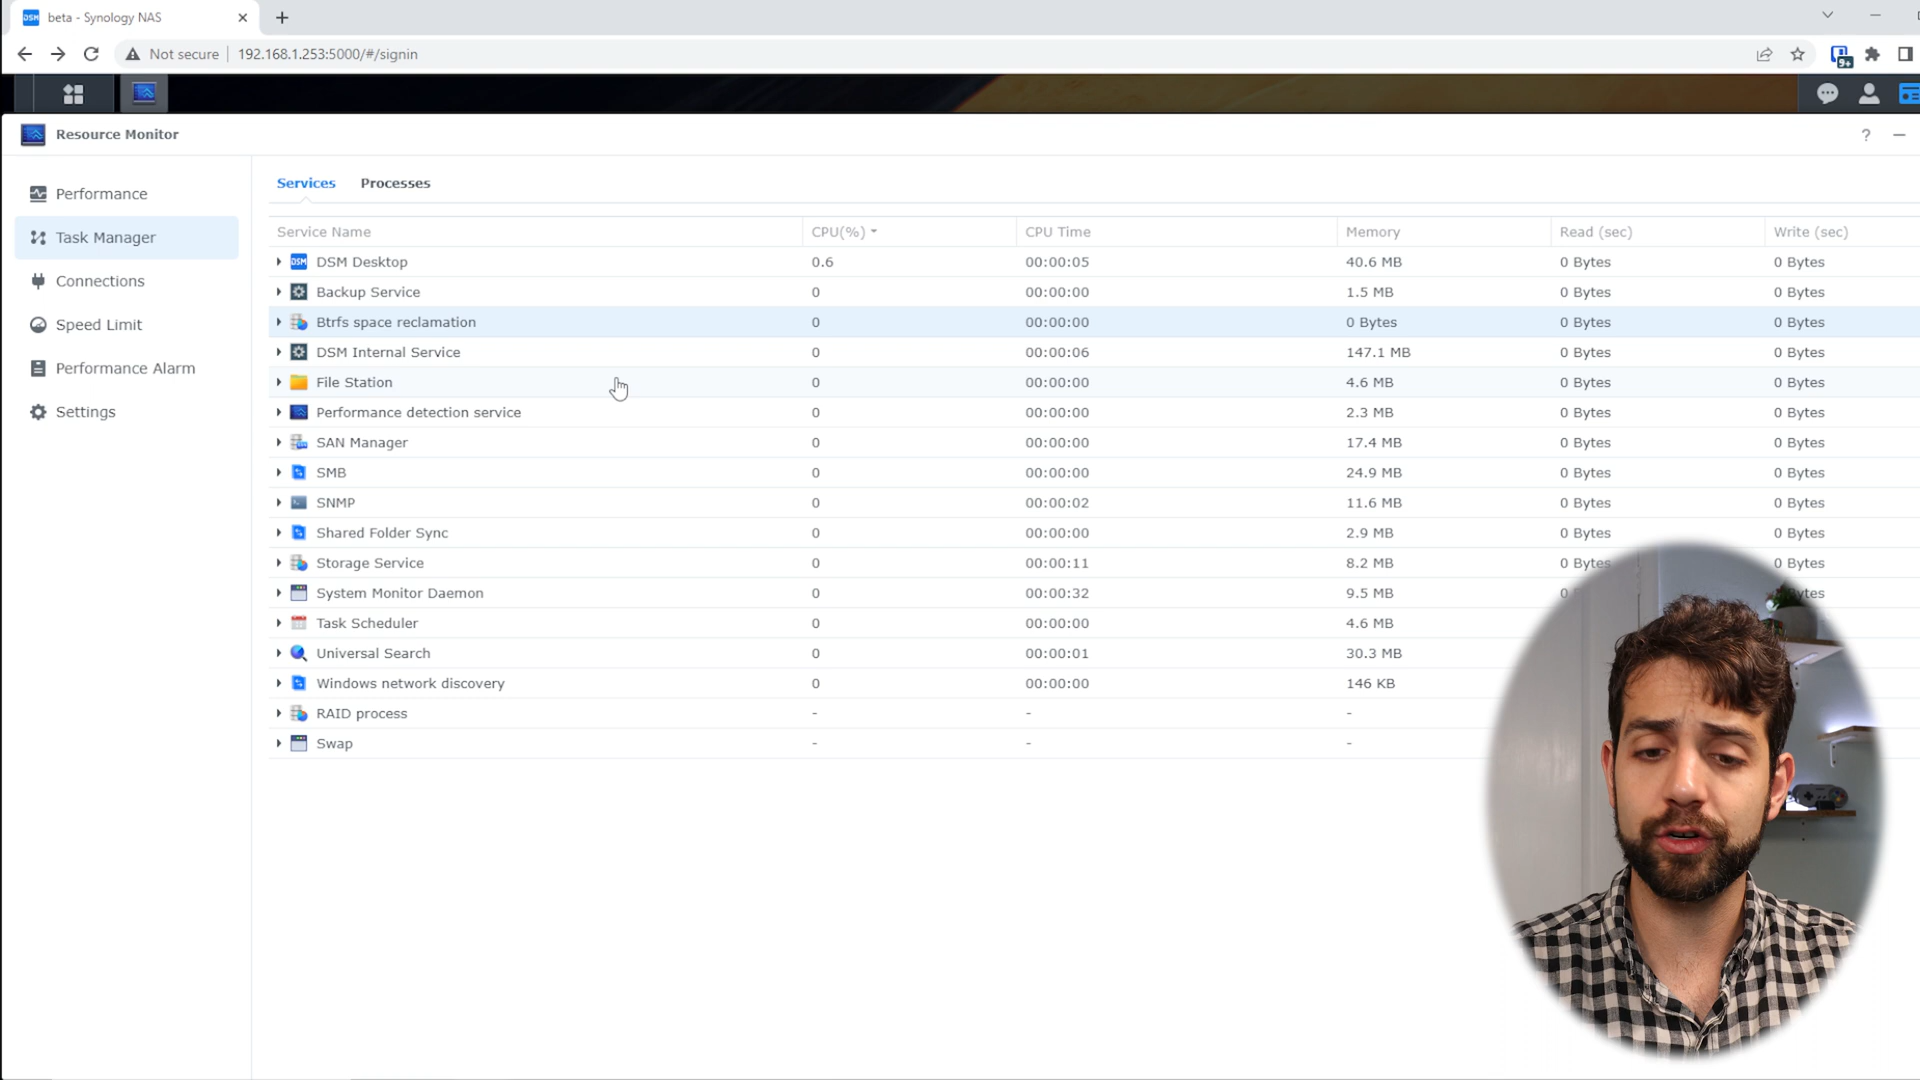 DSM beta - Synology NAS
Not secure 192.168.1.253:5000/#/signin
9+
Resource Monitor
?
Performance
Task Manager
Connections
Speed Limit
Performance Alarm
Settings
Services Processes
Service Name CPU(%) CPU Time Memory Read (sec) Write (sec)
DSM DSM Desktop 0.6 00:00:05 40.6 MB 0 Bytes 0 Bytes
Backup Service 0 00:00:00 1.5 MB 0 Bytes 0 Bytes
Btrfs space reclamation 0 00:00:00 0 Bytes 0 Bytes 0 Bytes
DSM Internal Service 0 00:00:06 147.1 MB 0 Bytes 0 Bytes
File Station 0 00:00:00 4.6 MB 0 Bytes 0 Bytes
Performance detection service 0 00:00:00 2.3 MB 0 Bytes 0 Bytes
SAN Manager 0 00:00:00 17.4 MB 0 Bytes 0 Bytes
SMB 0 00:00:00 24.9 MB 0 Bytes 0 Bytes
SNMP 0 00:00:02 11.6 MB 0 Bytes 0 Bytes
Shared Folder Sync 0 00:00:00 2.9 MB 0 Bytes 0 Bytes
Storage Service 0 00:00:11 8.2 MB 0 Bytes 0 Bytes
System Monitor Daemon 0 00:00:32 9.5 MB 0
Task Scheduler 0 00:00:00 4.6 MB
Universal Search 0 00:00:01 30.3 MB
Windows network discovery 0 00:00:00 146 KB
RAID process - - -
Swap - - -